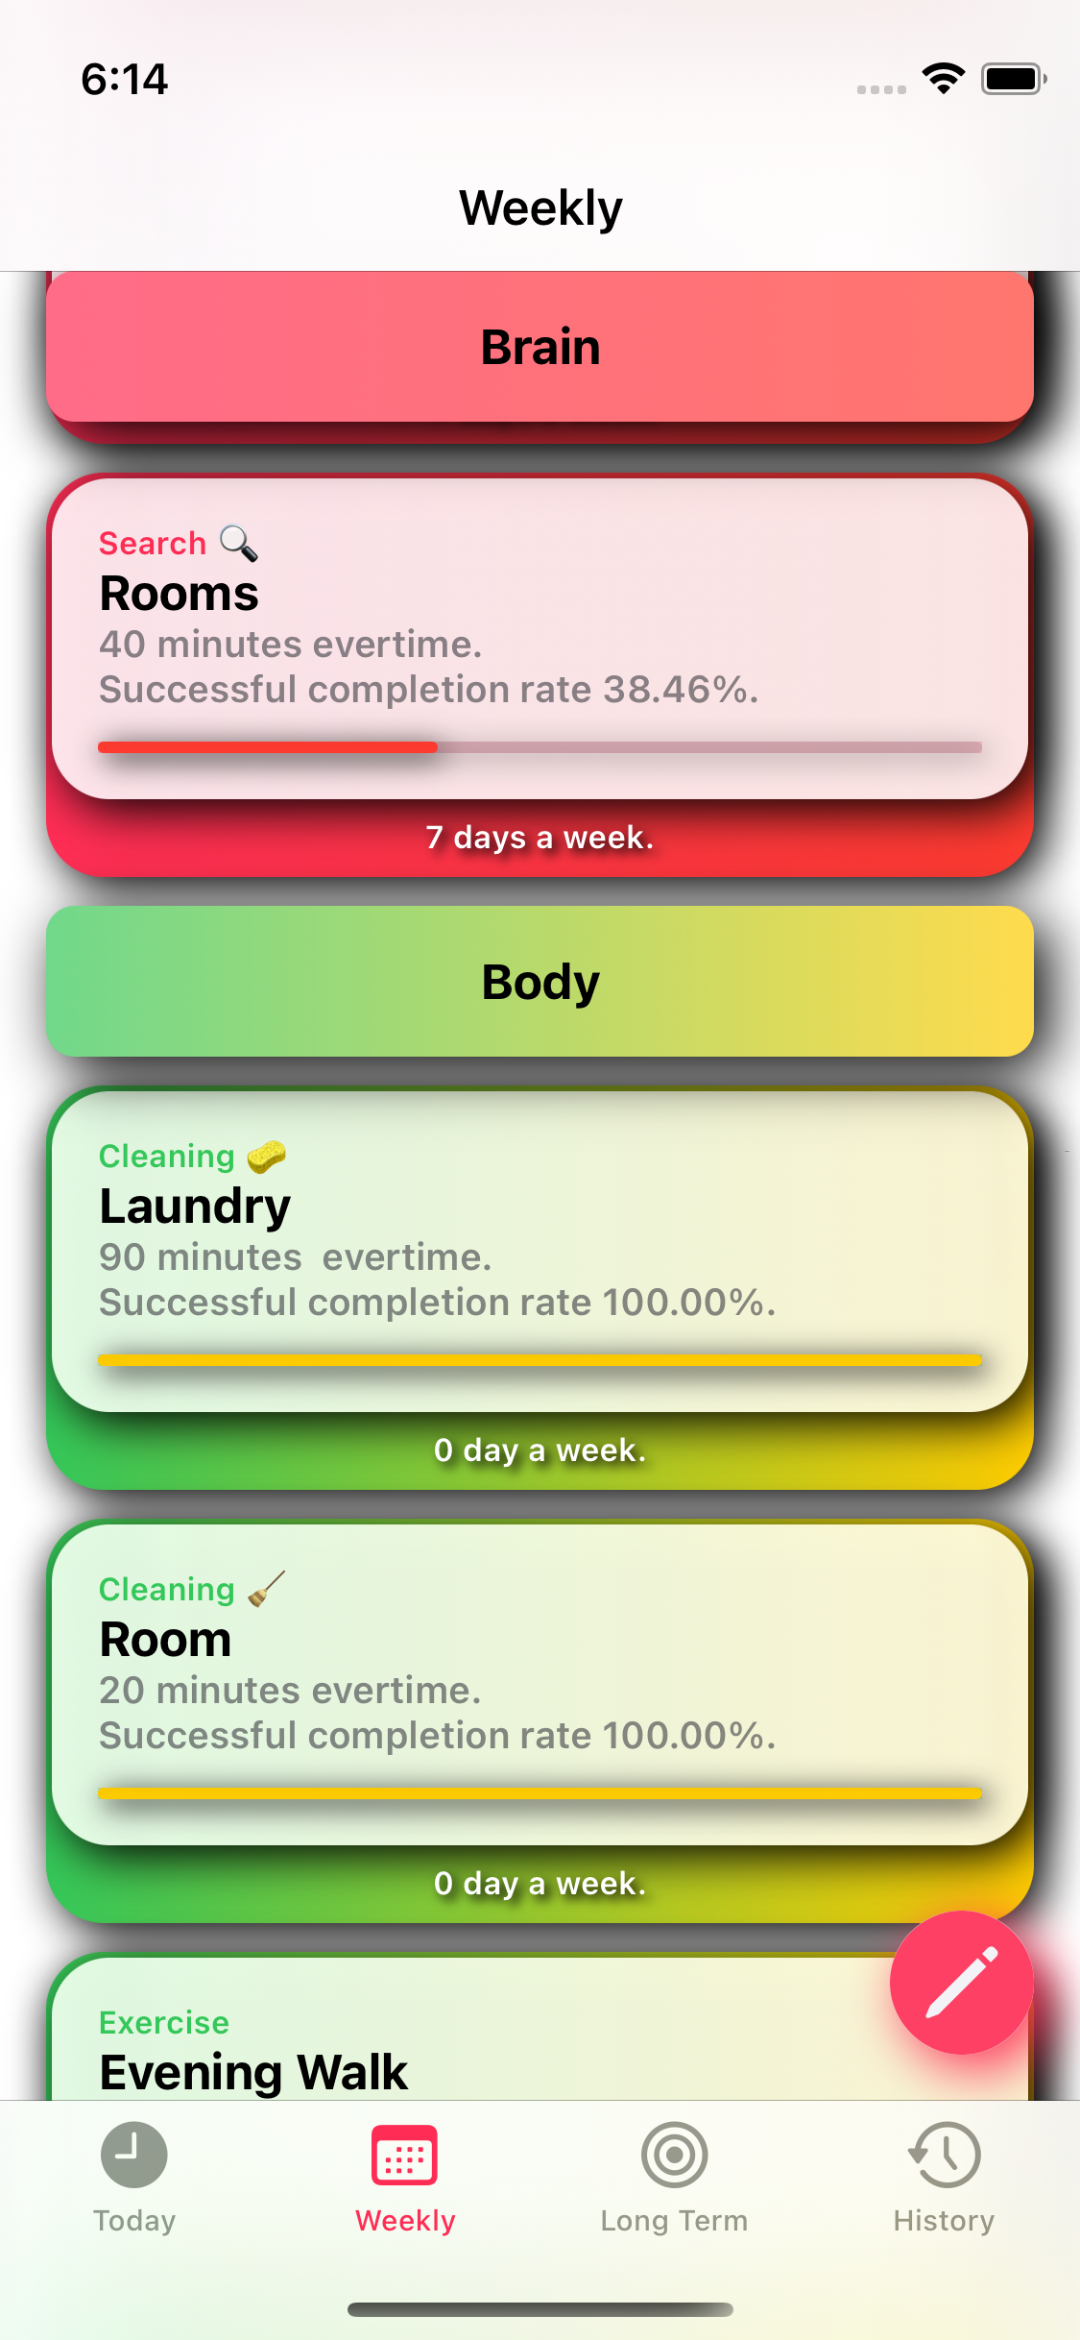 6:14
Weekly
Brain
Search 🔍
Rooms
40 minutes evertime.
Successful completion rate 38.46%.
7 days a week.
Body
Cleaning 🧽
Laundry
90 minutes  evertime.
Successful completion rate 100.00%.
0 day a week.
Cleaning 🧹
Room
20 minutes evertime.
Successful completion rate 100.00%.
0 day a week.
Exercise
Evening Walk
Today
Weekly
Long Term
History